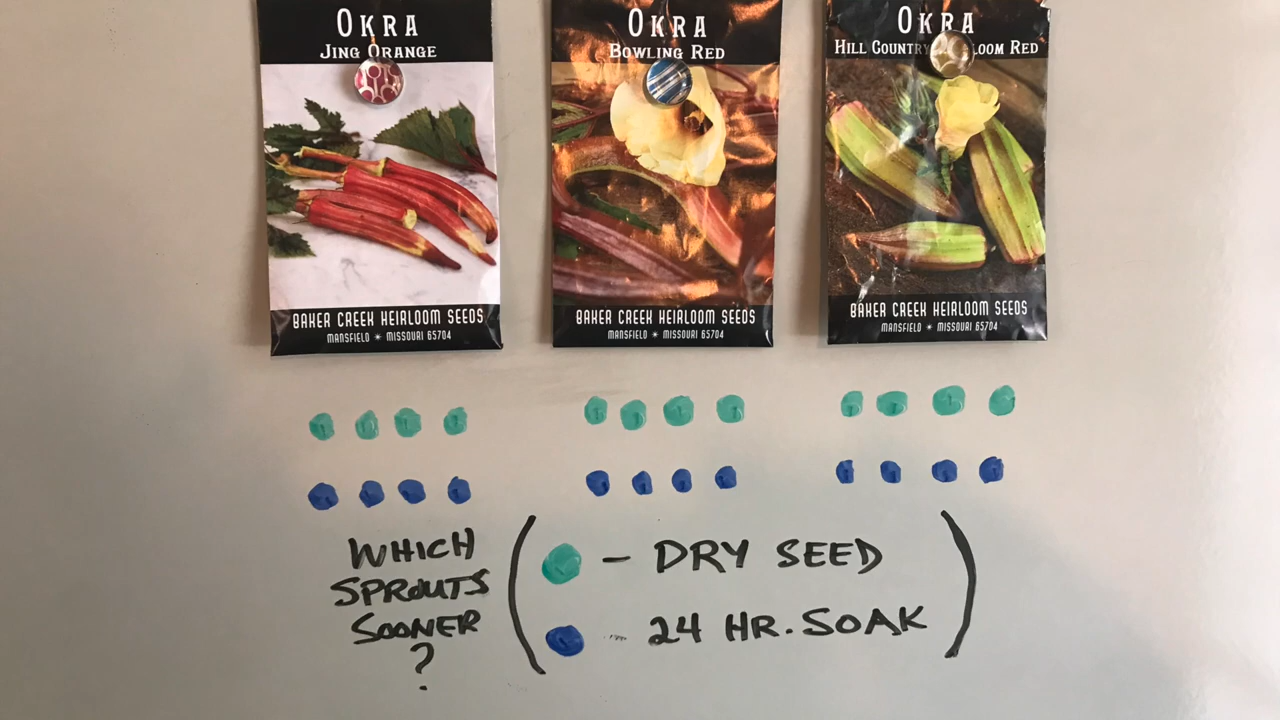 OKRA
JING ORANGE
BAKER CREEK HEIRLOOM SEEDS
MANSFIELD * MISSOURI 65704
OKRA
BOWLING RED
BAKER CREEK HEIRLOOM SEEDS
MANSFIELD * MISSOURI 65704
OKRA
HILL COUNTRY RED
BAKER CREEK HEIRLOOM SEEDS
MANSFIELD * MISSOURI 65704
WHICH
SPROUTS
SOONER
?
- DRY SEED
- 24 HR. SOAK